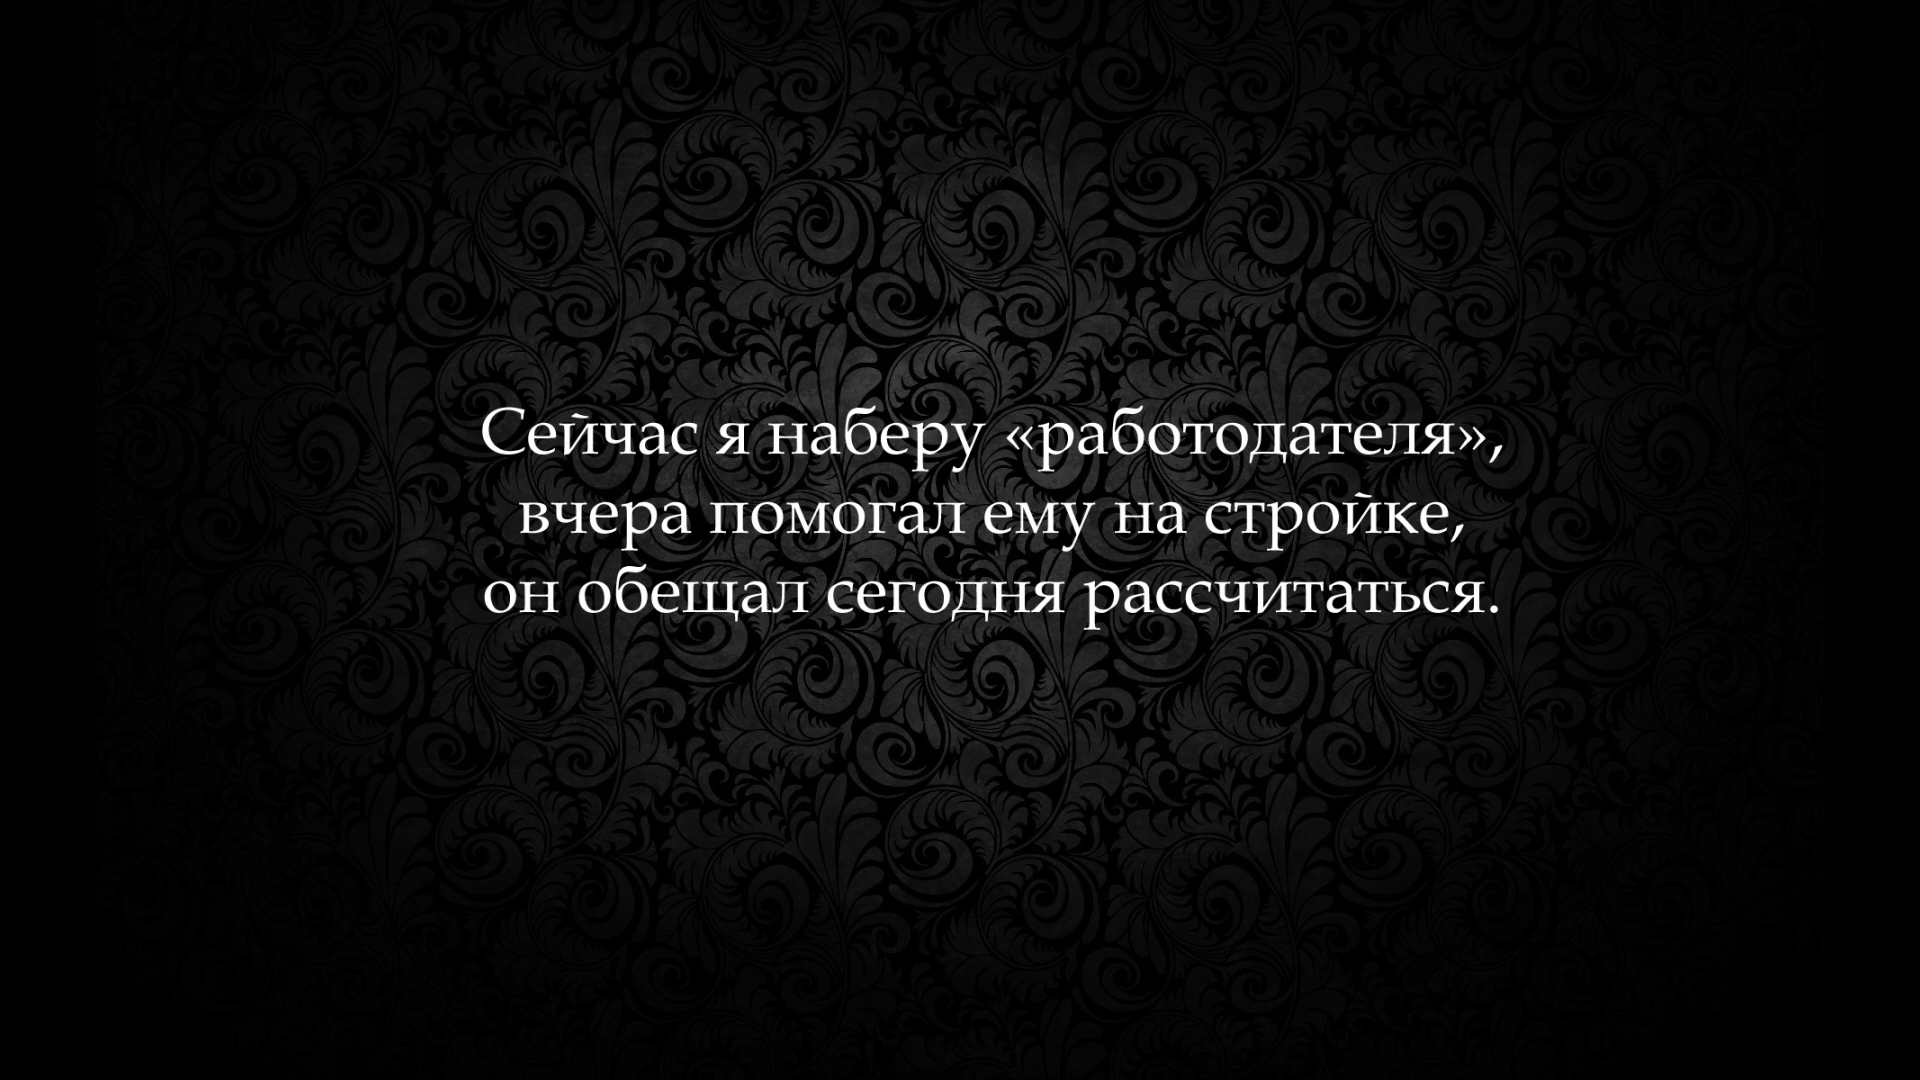 Сейчас я наберу «работодателя»,
вчера помогал ему на стройке,
он обещал сегодня рассчитаться.